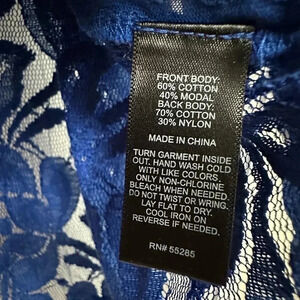 FRONT BODY:
60% COTTON
40% MODAL
BACK BODY:
70% COTTON
30% NYLON
MADE IN CHINA
TURN GARMENT INSIDE
OUT. HAND WASH COLD
WITH LIKE COLORS.
ONLY NON-CHLORINE
BLEACH WHEN NEEDED.
DO NOT TWIST OR WRING.
LAY FLAT TO DRY.
COOL IRON ON
REVERSE IF NEEDED.
RN# 55285